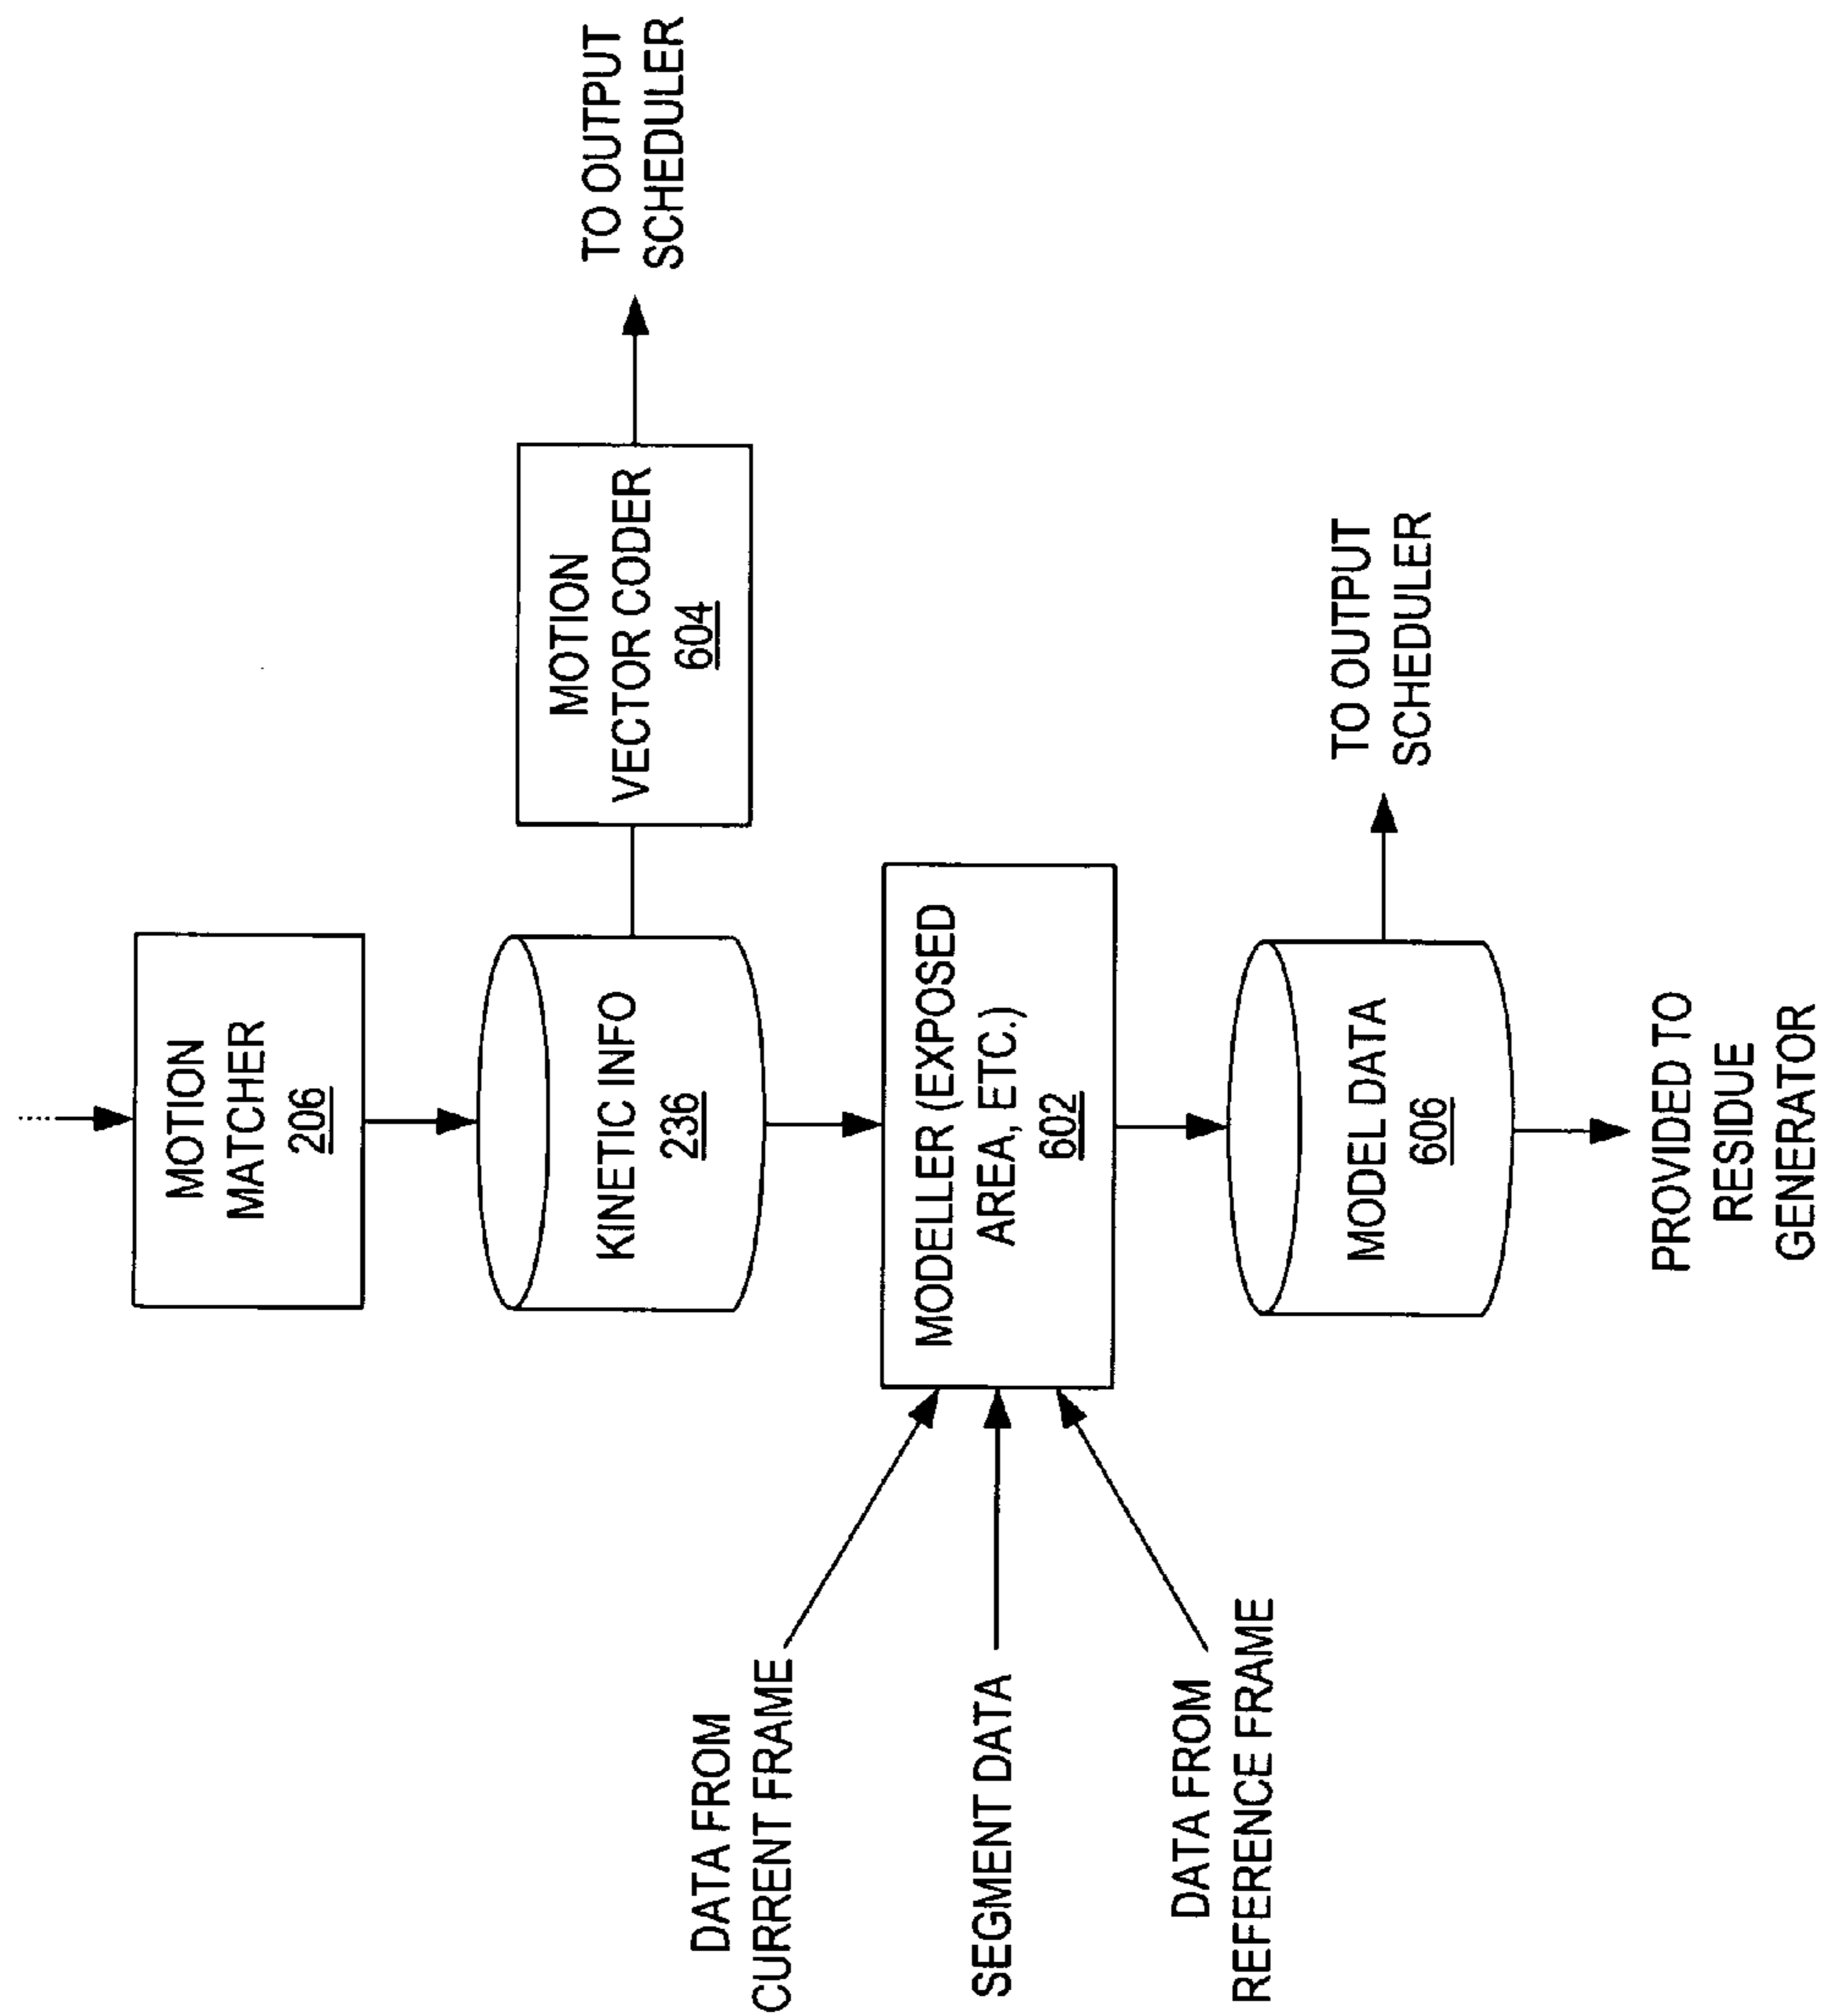 MOTION
MATCHER
206
KINETIC INFO
236
MOTION
VECTOR CODER
604
TO OUTPUT
SCHEDULER
DATA FROM
CURRENT FRAME
SEGMENT DATA
DATA FROM
REFERENCE FRAME
MODELLER (EXPOSED
AREA, ETC.)
602
MODEL DATA
606
TO OUTPUT
SCHEDULER
PROVIDED TO
RESIDUE
GENERATOR